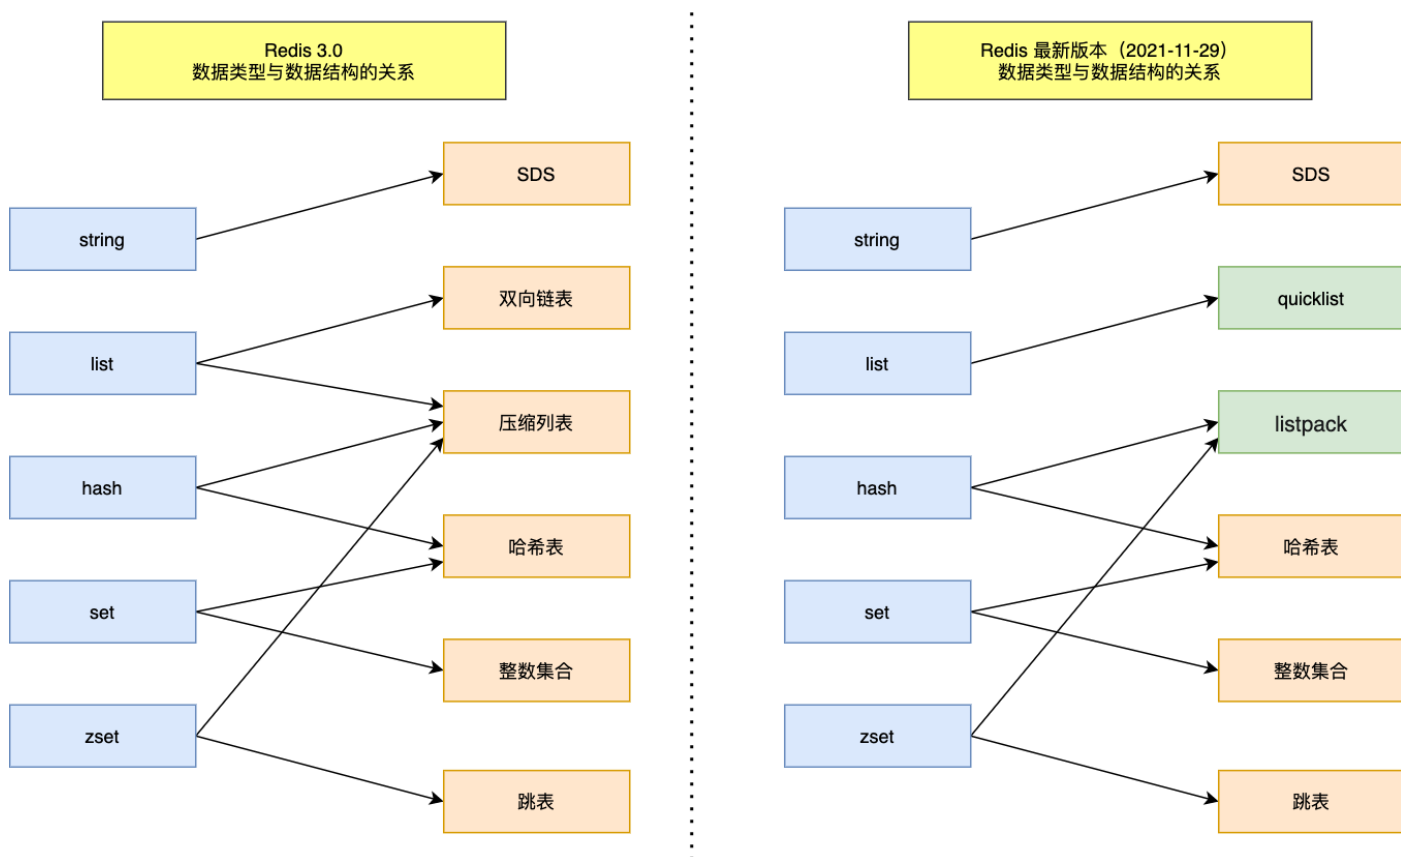 Redis 3.0
数据类型与数据结构的关系
SDS
string
双向链表
list
压缩列表
hash
哈希表
set
整数集合
zset
跳表
Redis 最新版本（2021-11-29）
数据类型与数据结构的关系
SDS
string
quicklist
list
listpack
hash
哈希表
set
整数集合
zset
跳表